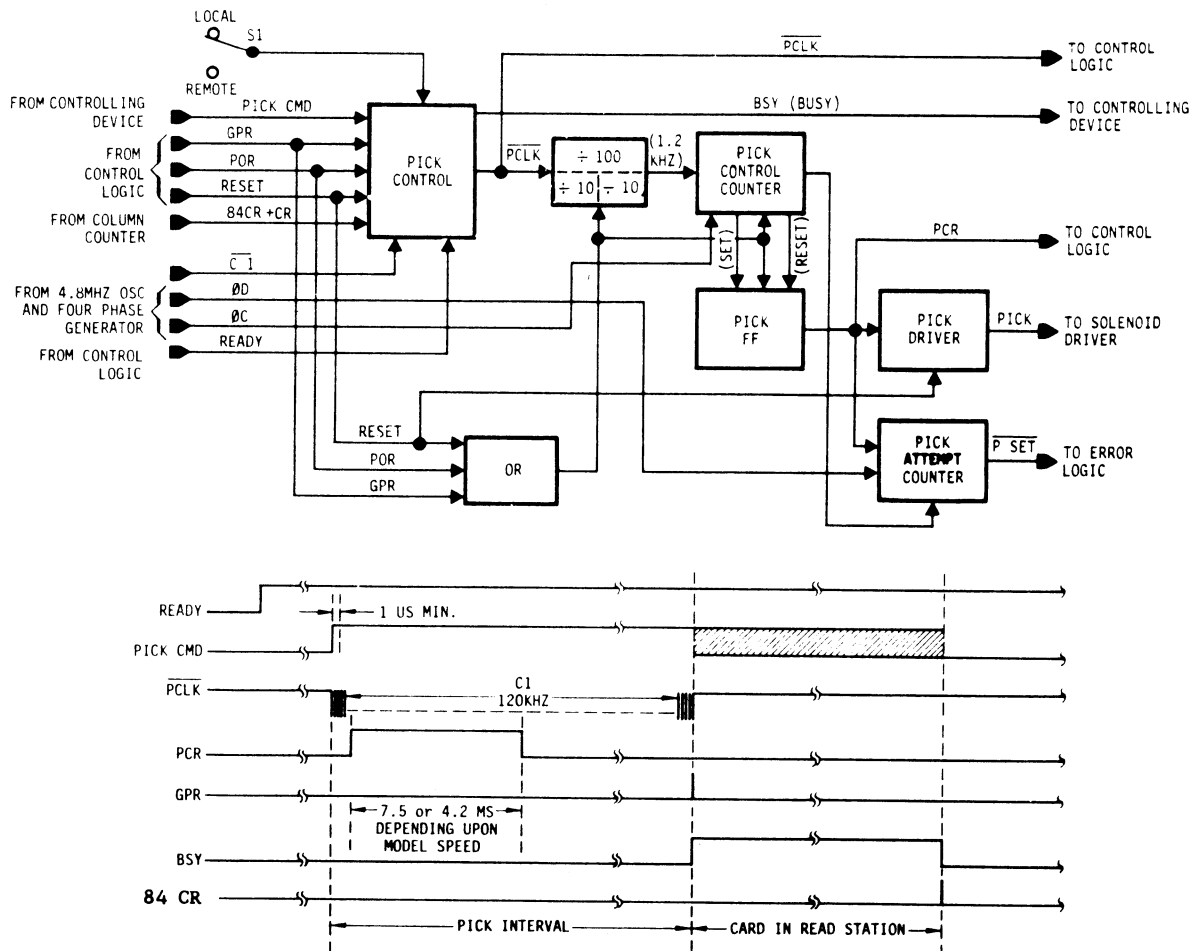 LOCAL
S1
REMOTE
PCLK
TO CONTROL
LOGIC
FROM CONTROLLING
DEVICE
PICK CMD
BSY (BUSY)
TO CONTROLLING
DEVICE
FROM
CONTROL
LOGIC
GPR
POR
RESET
PICK
CONTROL
PCLK
÷ 100
÷ 10 ÷ 10
(1.2
KHZ)
PICK
CONTROL
COUNTER
FROM COLUMN
COUNTER
84CR +CR
(SET)
(RESET)
PCR
TO CONTROL
LOGIC
C 1
FROM 4.8MHZ OSC
AND FOUR PHASE
GENERATOR
ØD
ØC
FROM CONTROL
LOGIC
READY
PICK
FF
PICK
DRIVER
PICK
TO SOLENOID
DRIVER
RESET
POR
GPR
OR
PICK
ATTEMPT
COUNTER
P SET
TO ERROR
LOGIC
READY
1 US MIN.
PICK CMD
PCLK
C1
120KHZ
PCR
GPR
7.5 or 4.2 MS
DEPENDING UPON
MODEL SPEED
BSY
84 CR
PICK INTERVAL
CARD IN READ STATION